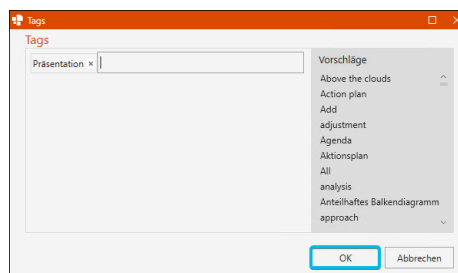 Tags
Tags
Präsentation ×
Vorschläge
Above the clouds
Action plan
Add
adjustment
Agenda
Aktionsplan
All
analysis
Anteilhaftes Balkendiagramm
approach
OK
Abbrechen